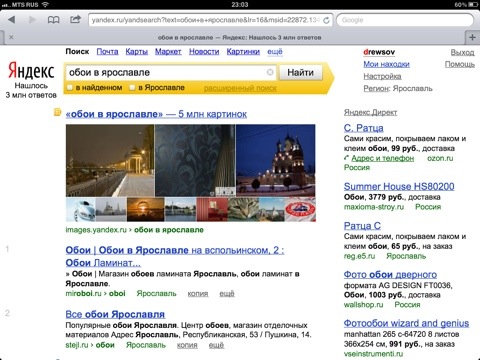 MTS RUS
23:03
yandex.ru/yandsearch?text=обои+в+ярославле&lr=16&msid=22872.13
обои в ярославле — Яндекс: Нашлось 3 млн ответов
Поиск Почта Карты Маркет Новости Словари Картинки ещё
drewsov Выход
Яндекс
Нашлось
3 млн ответов
обои в ярославле
Найти
в найденном в Ярославле расширенный поиск
Мои находки Помощь
Настройка
Регион: Ярославль
«обои в ярославле» — 5 млн картинок
images.yandex.ru › обои в ярославле
1
Обои | Обои в Ярославле на вспольинском, 2 :
Обои Ламинат...
» Обои | Магазин обоев ламината Ярославль, обои ламинат в
Ярославле.
miroboi.ru › oboi Ярославль копия ещё
2
Все обои Ярославля
Популярные обои Ярославля. Центр обоев, магазин отделочных
материалов Адрес Ярославль, Республиканская, 53 / Пушкина, 14.
stejl.ru › обои Ярославль копия ещё
Яндекс.Директ
С. Ратца
Сами красим, покрываем лаком и
клеим обои, 99 руб., доставка
Адрес и телефон ozon.ru
Россия
Summer House HS80200
Обои, 3779 руб., доставка
maxioma-stroy.ru Россия
Ратца С
Сами красим, покрываем лаком и
клеим обои, 65 руб., на заказ
reg.e5.ru Россия
Фото обои дверного
формата AG DESIGN FT0036,
Обои, 1003 руб., доставка
wallshop.ru Россия
Фотообои wizard and genius
manhattan 265 c-64720 8 листов
366x254, 991 руб., на заказ
vseinstrumenti.ru